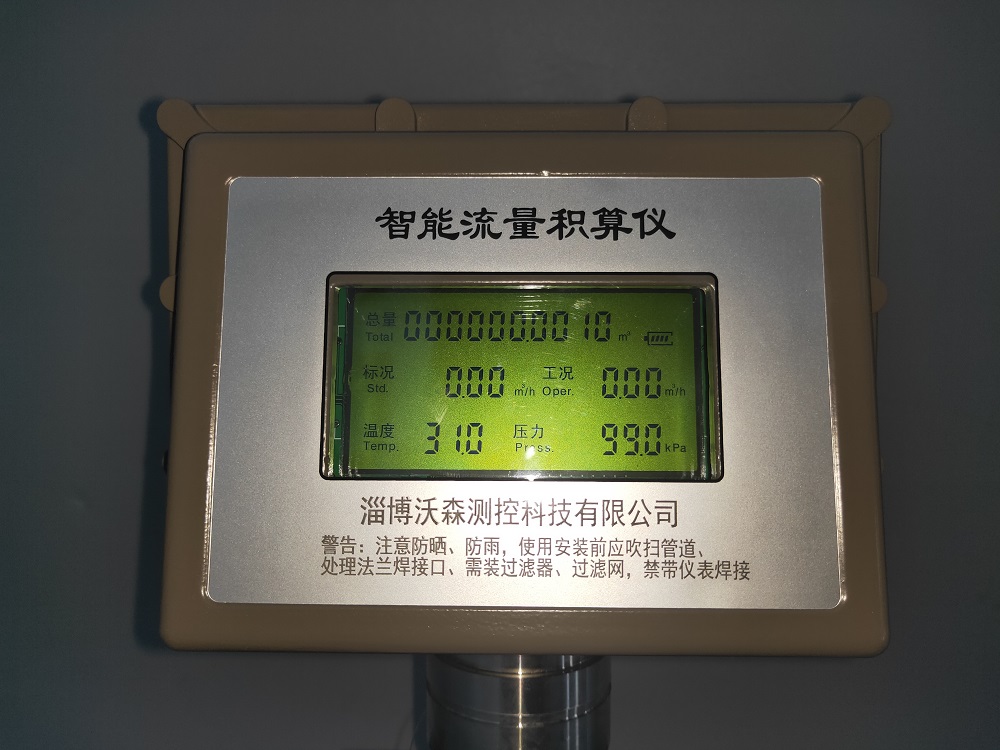 智能流量积算仪
总量 000000.0010 m³
Total
标况 0.00 m³/h 工况 0.00 m³/h
Std. Oper.
温度 31.0 压力 99.0 kPa
Temp. Press.
淄博沃森测控科技有限公司
警告：注意防晒、防雨，使用安装前应吹扫管道、
处理法兰焊接口、需装过滤器、过滤网，禁带仪表焊接